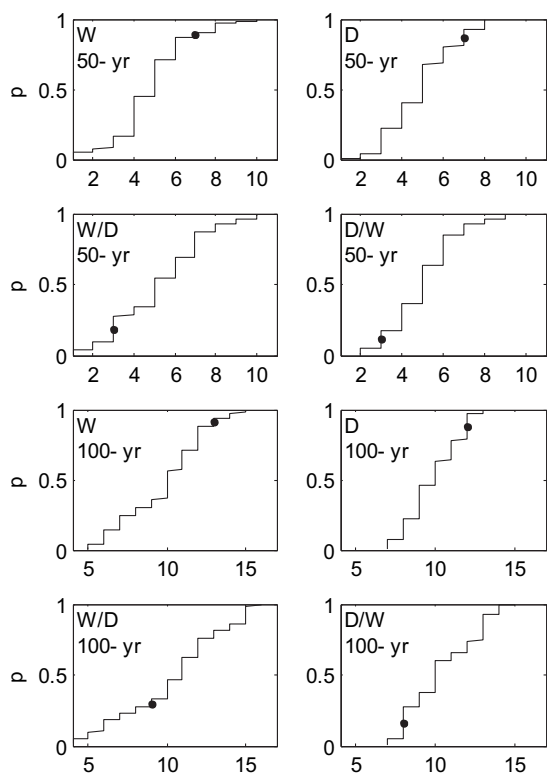 1 W 50- yr
p 0.5
0
2 4 6 8 10
1 D 50- yr
0.5
0
2 4 6 8 10
1 W/D 50- yr
p 0.5
0
2 4 6 8 10
1 D/W 50- yr
0.5
0
2 4 6 8 10
1 W 100- yr
p 0.5
0
5 10 15
1 D 100- yr
0.5
0
5 10 15
1 W/D 100- yr
p 0.5
0
5 10 15
1 D/W 100- yr
0.5
0
5 10 15